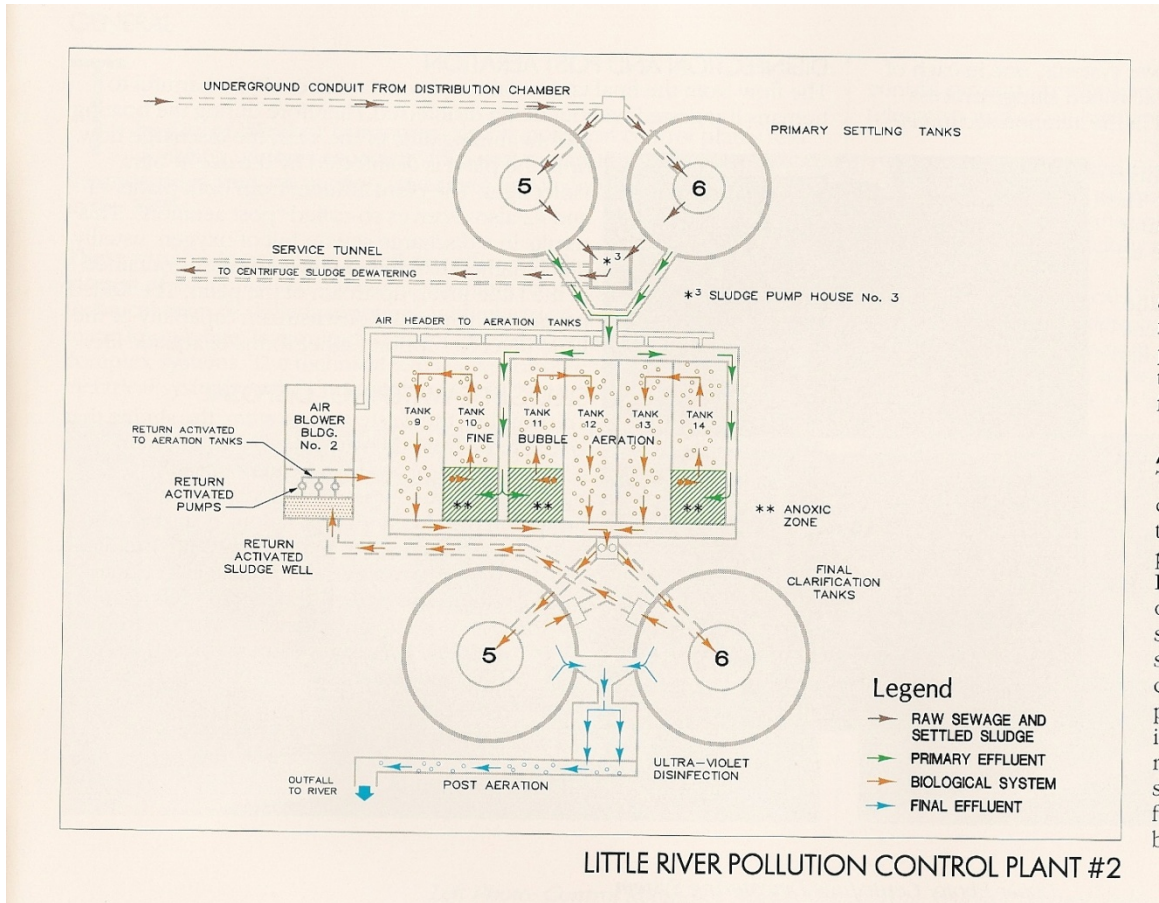 UNDERGROUND CONDUIT FROM DISTRIBUTION CHAMBER
PRIMARY SETTLING TANKS
5
6
SERVICE TUNNEL
TO CENTRIFUGE SLUDGE DEWATERING
*3
*3 SLUDGE PUMP HOUSE No. 3
AIR HEADER TO AERATION TANKS
AIR
BLOWER
BLDG.
No. 2
TANK
9
TANK
10
TANK
11
TANK
12
TANK
13
TANK
14
FINE BUBBLE AERATION
RETURN ACTIVATED
TO AERATION TANKS
RETURN
ACTIVATED
PUMPS
**
**
**
** ANOXIC
ZONE
RETURN
ACTIVATED
SLUDGE WELL
FINAL
CLARIFICATION
TANKS
5
6
Legend
RAW SEWAGE AND
SETTLED SLUDGE
PRIMARY EFFLUENT
BIOLOGICAL SYSTEM
FINAL EFFLUENT
ULTRA-VIOLET
DISINFECTION
POST AERATION
OUTFALL
TO RIVER
LITTLE RIVER POLLUTION CONTROL PLANT #2